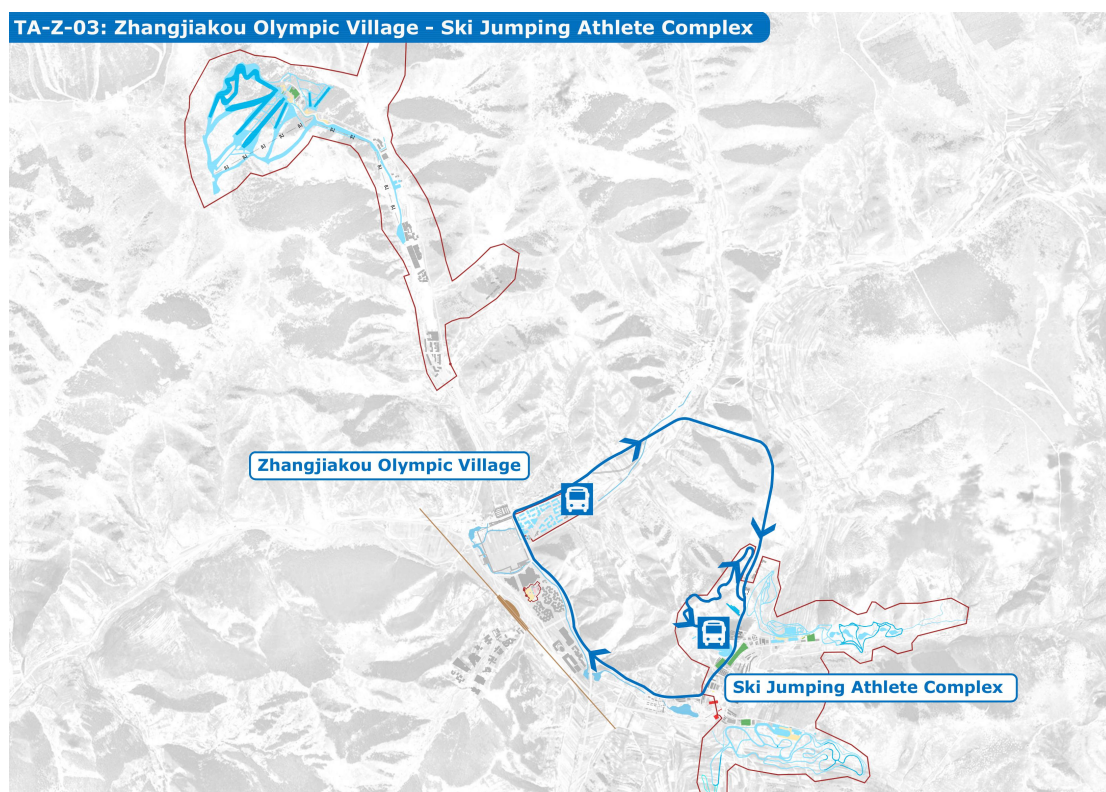 TA-Z-03: Zhangjiakou Olympic Village - Ski Jumping Athlete Complex
Zhangjiakou Olympic Village
Ski Jumping Athlete Complex